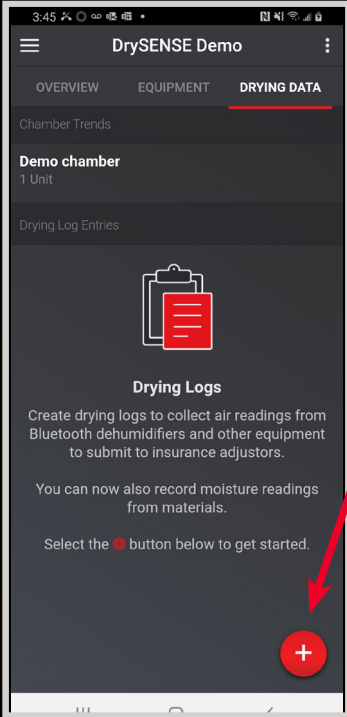 3:45
DrySENSE Demo
OVERVIEW EQUIPMENT DRYING DATA
Chamber Trends
Demo chamber
1 Unit
Drying Log Entries
Drying Logs
Create drying logs to collect air readings from
Bluetooth dehumidifiers and other equipment
to submit to insurance adjustors.
You can now also record moisture readings
from materials.
Select the + button below to get started.
+